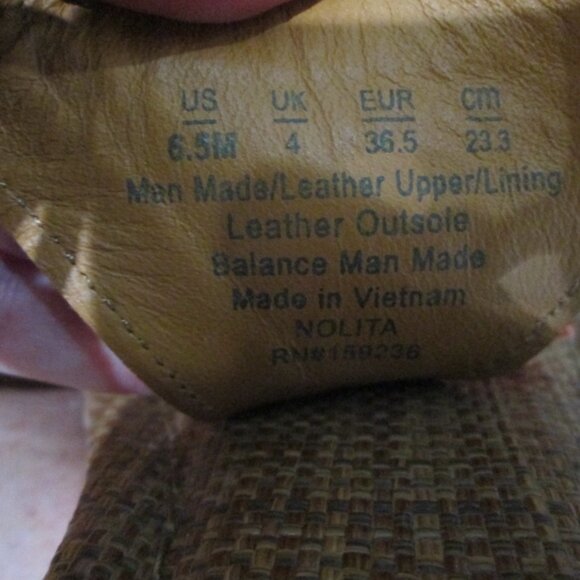 US UK EUR cm
6.5M 4 36.5 23.3
Man Made/Leather Upper/Lining
Leather Outsole
Balance Man Made
Made in Vietnam
NOLITA
RN#159236